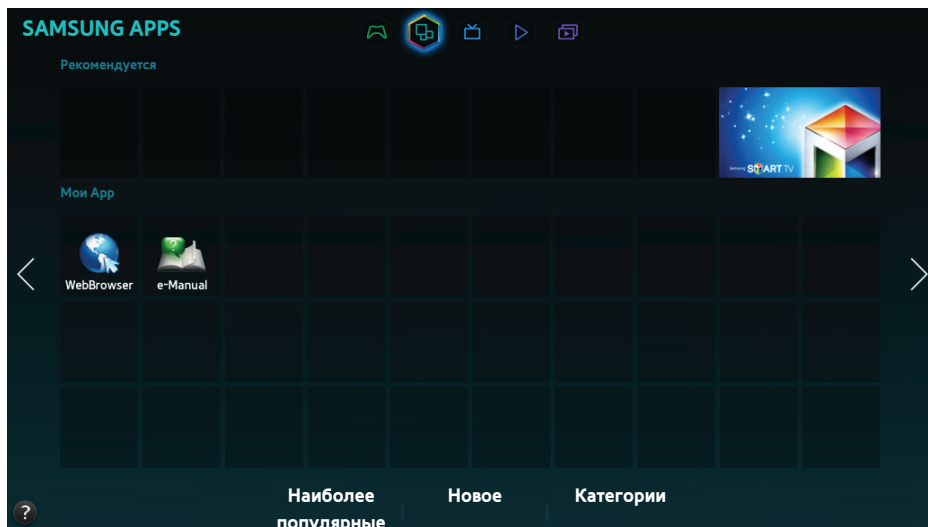 SAMSUNG APPS
Рекомендуется
Samsung SMART TV
Мои App
WebBrowser
e-Manual
Наиболее
популярные
Новое
Категории
?